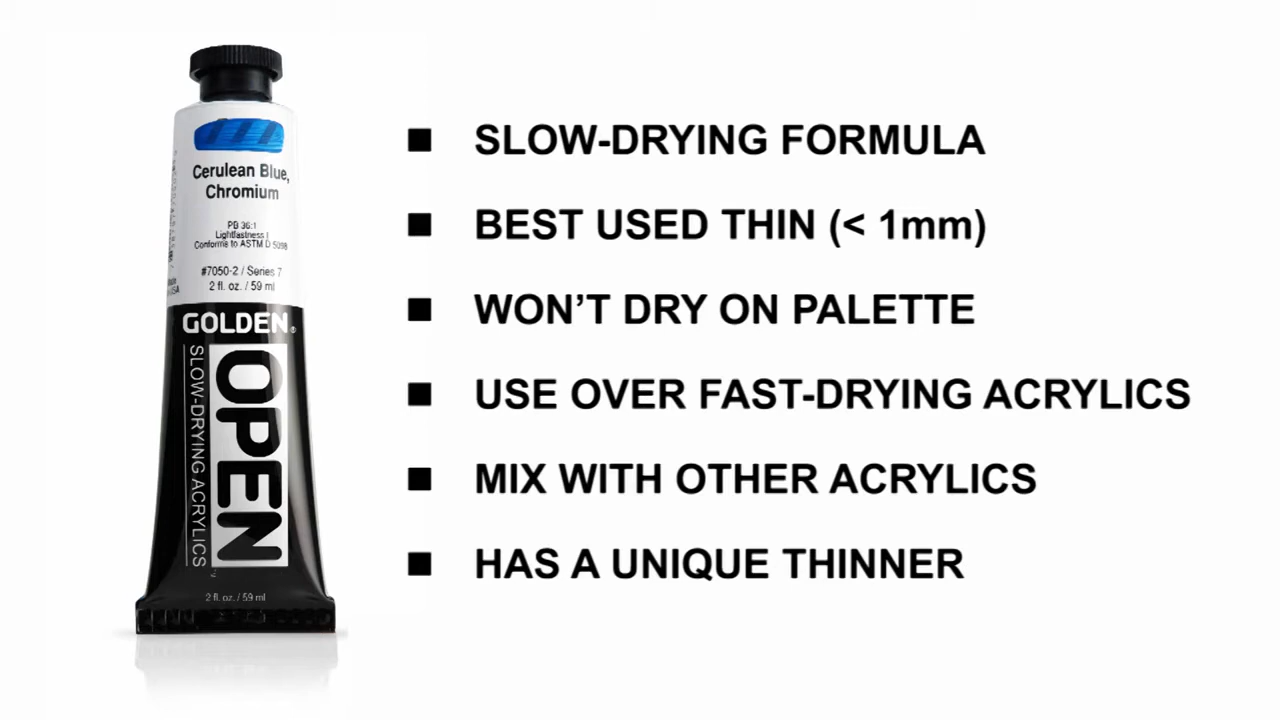 Cerulean Blue,
Chromium
PB 36:1
Lightfastness I
Conforms to ASTM D 5098
#7050-2 / Series 7
2 fl. oz. / 59 ml
GOLDEN®
OPEN
SLOW-DRYING ACRYLICS
2 fl. oz. / 59 ml
■ SLOW-DRYING FORMULA
■ BEST USED THIN (< 1mm)
■ WON’T DRY ON PALETTE
■ USE OVER FAST-DRYING ACRYLICS
■ MIX WITH OTHER ACRYLICS
■ HAS A UNIQUE THINNER